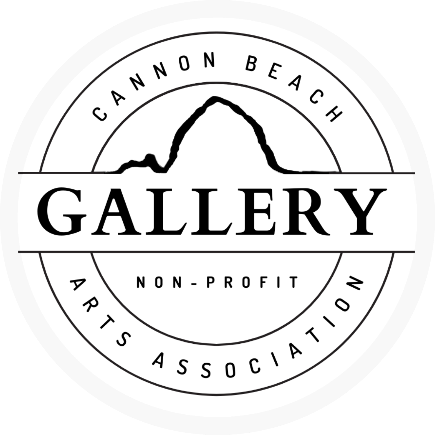 CANNON BEACH
GALLERY
NON-PROFIT
ARTS ASSOCIATION